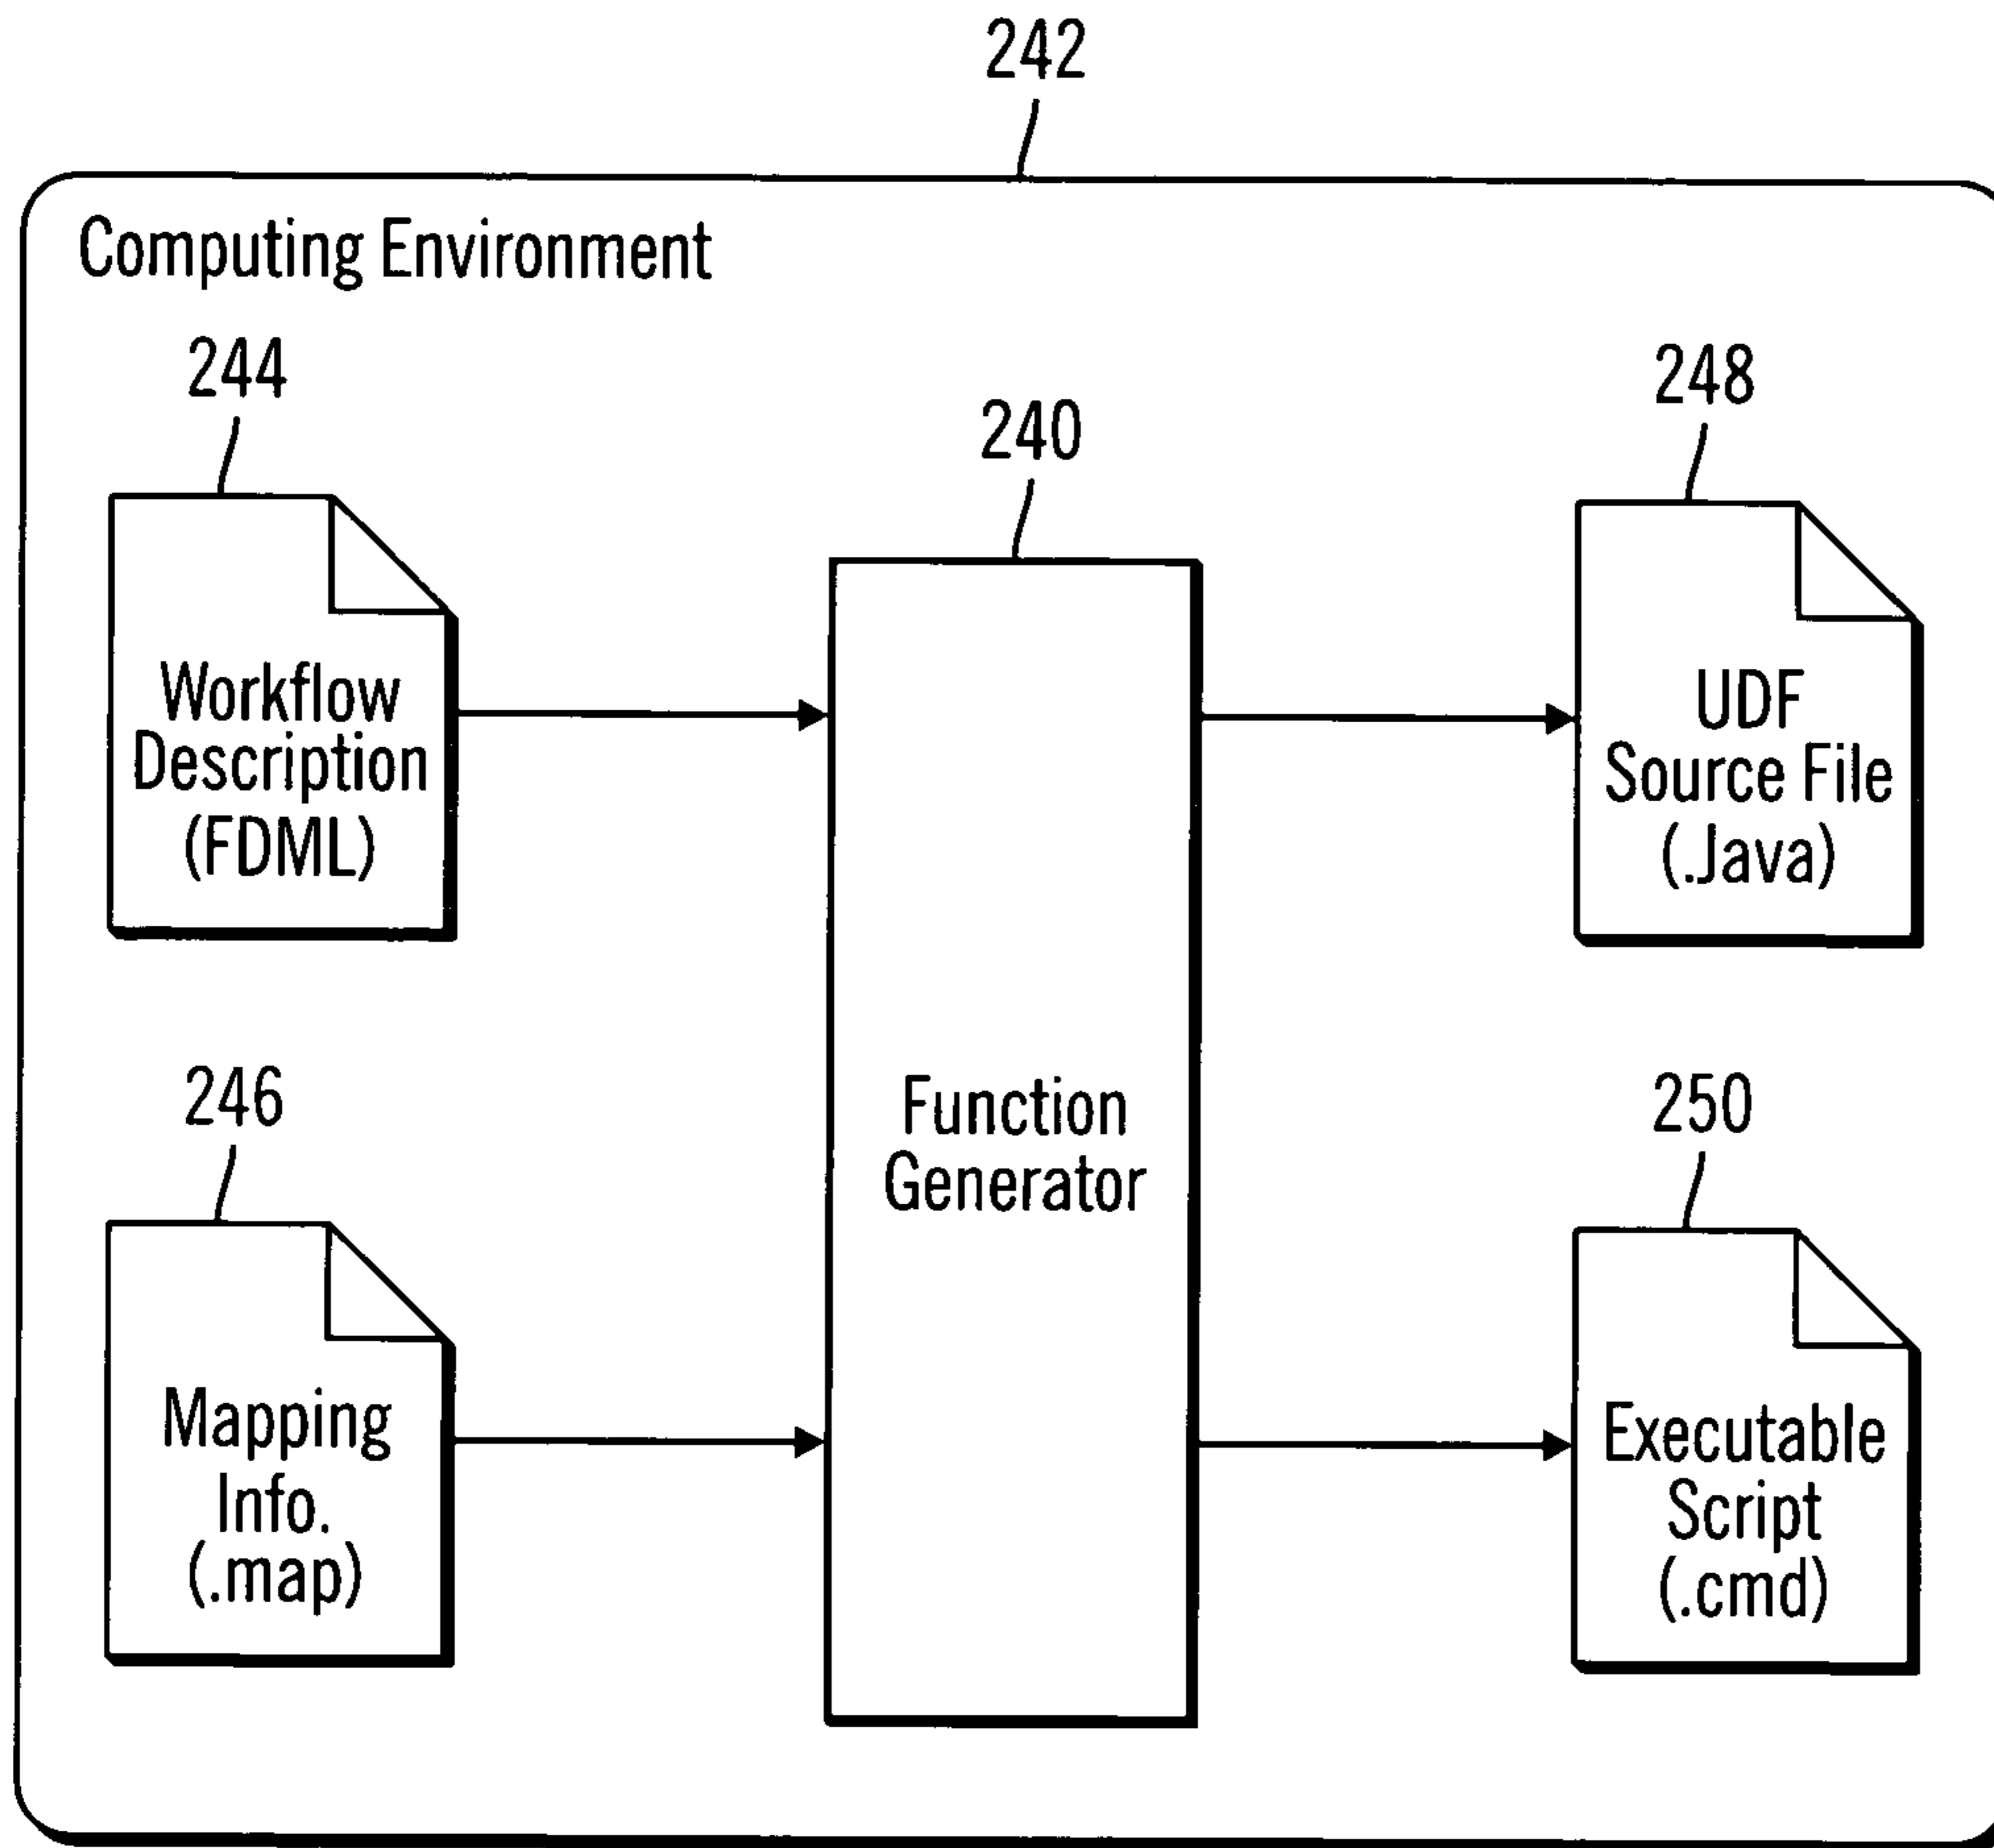 242
Computing Environment
244
240
248
Workflow
Description
(FDML)
UDF
Source File
(.Java)
246
250
Function
Generator
Mapping
Info.
(.map)
Executable
Script
(.cmd)